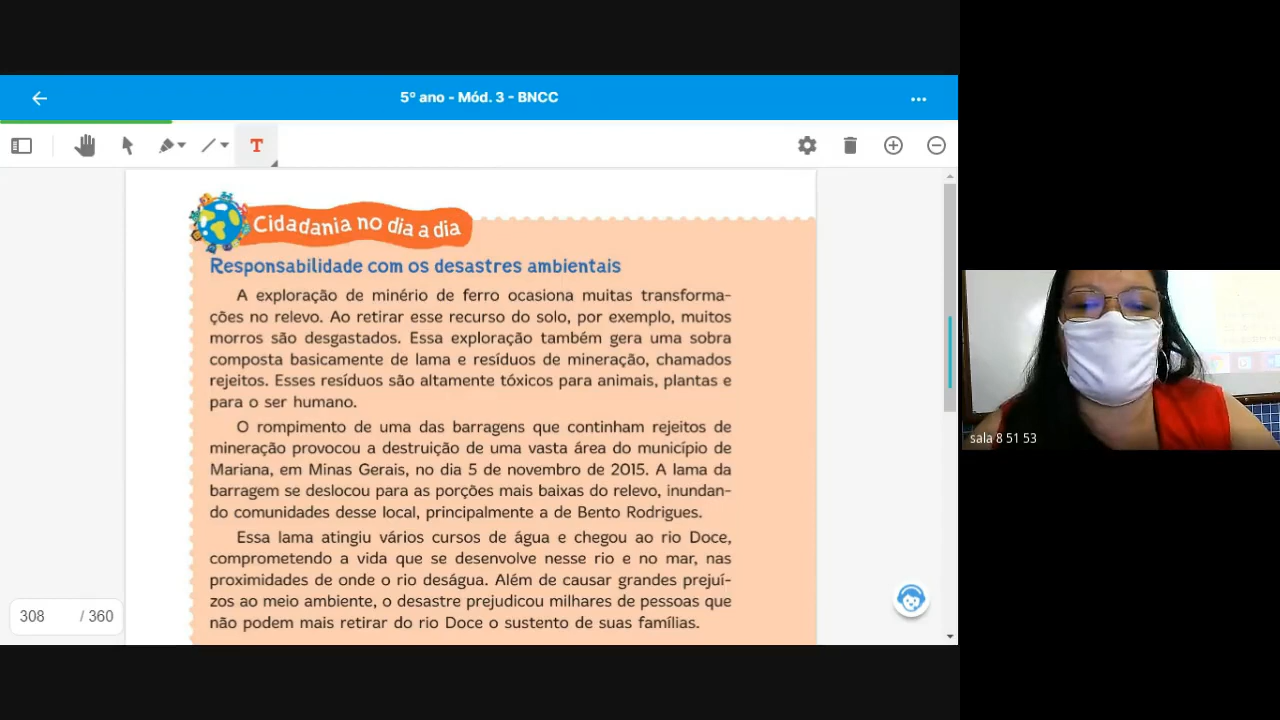 5º ano - Mód. 3 - BNCC
T
Cidadania no dia a dia
Responsabilidade com os desastres ambientais
A exploração de minério de ferro ocasiona muitas transforma-
ções no relevo. Ao retirar esse recurso do solo, por exemplo, muitos
morros são desgastados. Essa exploração também gera uma sobra
composta basicamente de lama e resíduos de mineração, chamados
rejeitos. Esses resíduos são altamente tóxicos para animais, plantas e
para o ser humano.
O rompimento de uma das barragens que continham rejeitos de
mineração provocou a destruição de uma vasta área do município de
Mariana, em Minas Gerais, no dia 5 de novembro de 2015. A lama da
barragem se deslocou para as porções mais baixas do relevo, inundan-
do comunidades desse local, principalmente a de Bento Rodrigues.
Essa lama atingiu vários cursos de água e chegou ao rio Doce,
comprometendo a vida que se desenvolve nesse rio e no mar, nas
proximidades de onde o rio deságua. Além de causar grandes prejuí-
zos ao meio ambiente, o desastre prejudicou milhares de pessoas que
não podem mais retirar do rio Doce o sustento de suas famílias.
308 / 360
sala 8 51 53